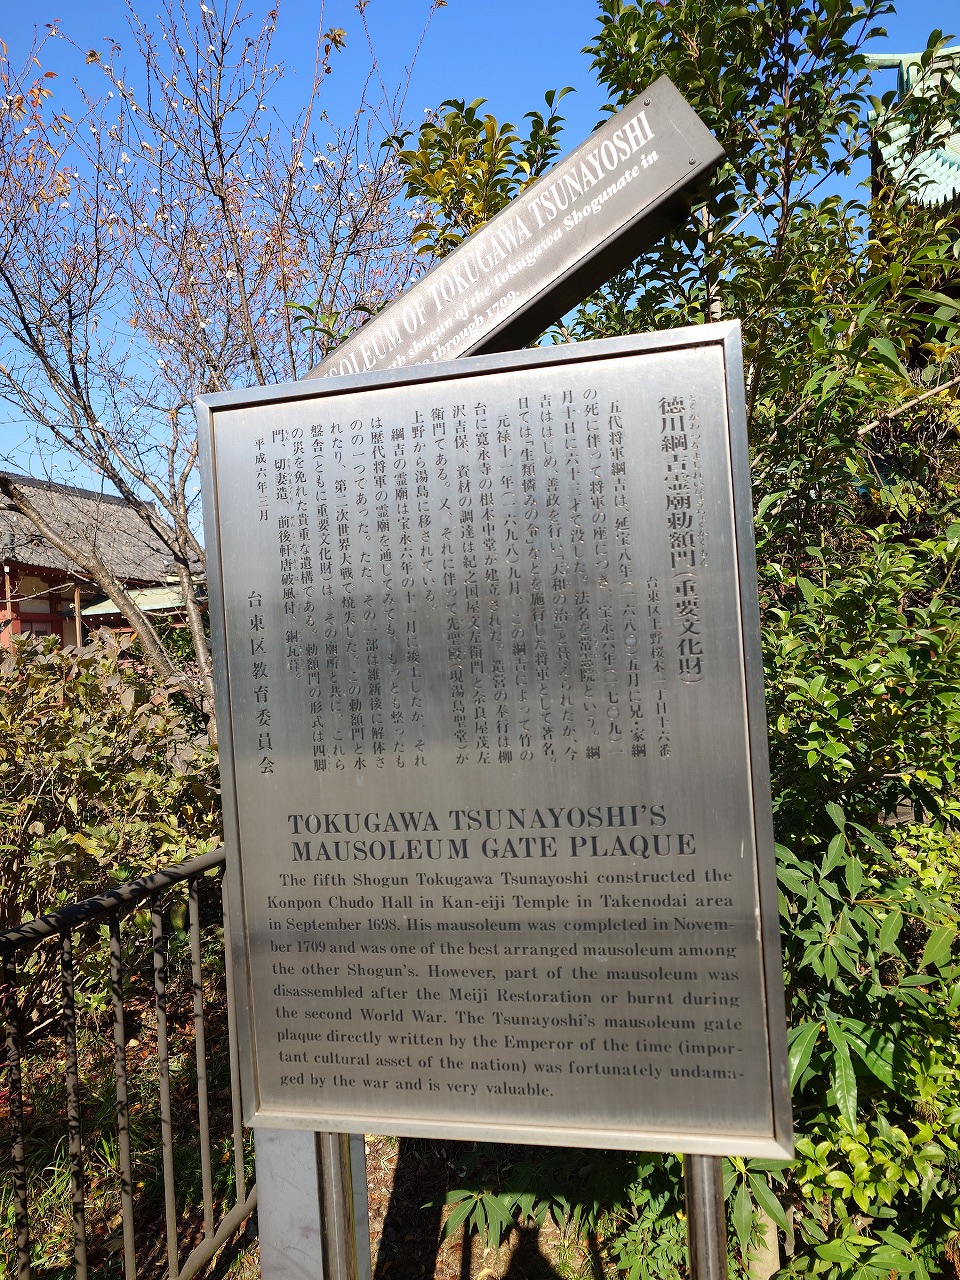 SOLEUM OF TOKUGAWA TSUNAYOSHI
th shogun of the Tokugawa Shogunate in
through 1709.
徳川綱吉霊廟勅額門(重要文化財)
台東区上野桜木一丁目十六番
五代将軍綱吉は、延宝八年(一六八〇)五月に兄・家綱
の死に伴って将軍の座につき、宝永六年(一七〇九)一
月十日に六十三才で没した。法名を常憲院という。綱
吉ははじめ、善政を行い「天和の治」と称えられたが、今
日では生類憐みの令」などを施行した将軍として著名。
元禄十一年(一六九八)九月、この綱吉によって竹の
台に寛永寺の根本中堂が建立された。造営の奉行は柳
沢吉保、資材の調達は紀之国屋文左衛門と奈良屋茂左
衛門である。又、それに伴って先聖殿(現湯島聖堂)が
上野から湯島に移されている。
綱吉の霊廟は宝永六年の十一月に竣工したが、それ
は歴代将軍の霊廟を通じてみても、もっとも整ったも
のの一つであった。ただ、その一部は維新後に解体さ
れたり、第二次世界大戦で焼失した。この勅額門と水
盤舎(ともに重要文化財)は、その廟所と共に、これら
の災を免れた貴重な遺構である。勅額門の形式は四脚
門、切妻造、前後軒唐破風付、銅瓦葺。
平成六年三月
台東区教育委員会
TOKUGAWA TSUNAYOSHI'S
MAUSOLEUM GATE PLAQUE
The fifth Shogun Tokugawa Tsunayoshi constructed the
Konpon Chudo Hall in Kan-eiji Temple in Takenodai area
in September 1698. His mausoleum was completed in Novem-
ber 1709 and was one of the best arranged mausoleum among
the other Shogun's. However, part of the mausoleum was
disassembled after the Meiji Restoration or burnt during
the second World War. The Tsunayoshi's mausoleum gate
plaque directly written by the Emperor of the time (impor-
tant cultural asset of the nation) was fortunately undama-
ged by the war and is very valuable.